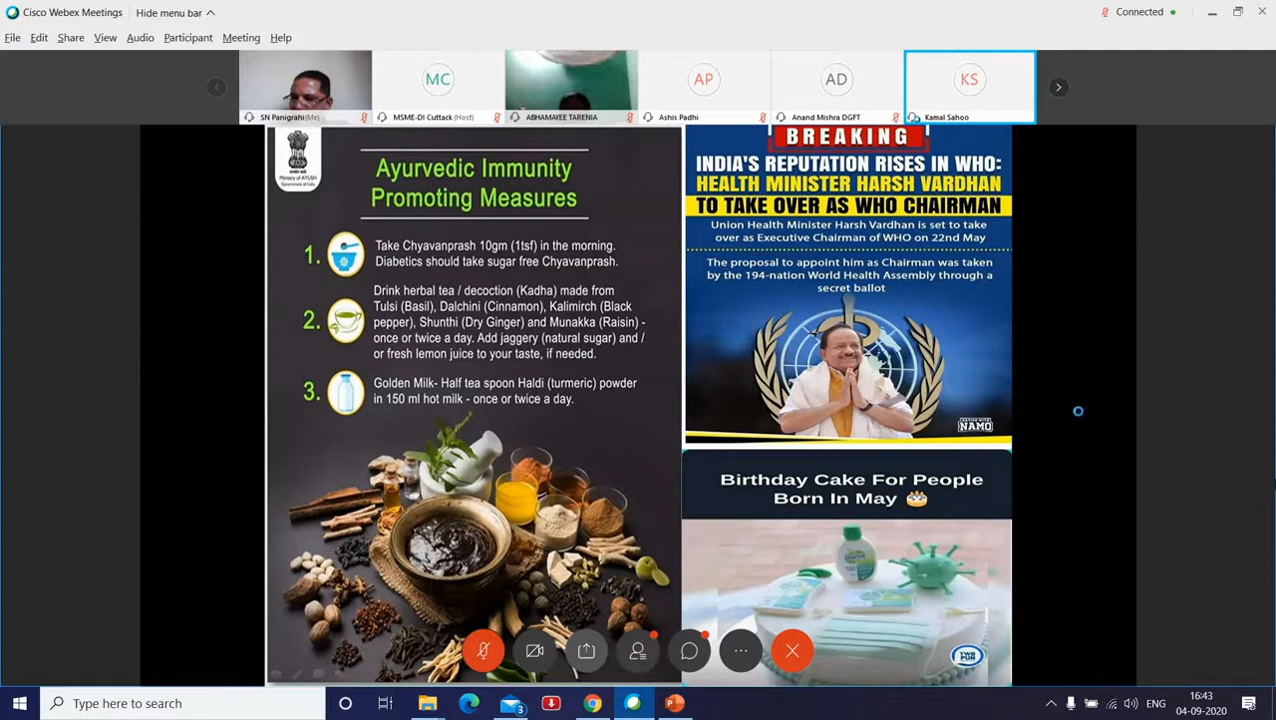 Cisco Webex Meetings
Hide menu bar
Connected
File Edit Share View Audio Participant Meeting Help
MC
AP
AD
KS
SN Panigrahi(Me)
MSME-DI Cuttack (Host)
ABHAMAYEE TARENIA
Ashis Padhi
Anand Mishra DGFT
Kamal Sahoo
Ministry of AYUSH
Government of India
Ayurvedic Immunity
Promoting Measures
1.
Take Chyavanprash 10gm (1tsf) in the morning.
Diabetics should take sugar free Chyavanprash.
2.
Drink herbal tea / decoction (Kadha) made from
Tulsi (Basil), Dalchini (Cinnamon), Kalimirch (Black
pepper), Shunthi (Dry Ginger) and Munakka (Raisin) -
once or twice a day. Add jaggery (natural sugar) and /
or fresh lemon juice to your taste, if needed.
3.
Golden Milk- Half tea spoon Haldi (turmeric) powder
in 150 ml hot milk - once or twice a day.
BREAKING
INDIA'S REPUTATION RISES IN WHO:
HEALTH MINISTER HARSH VARDHAN
TO TAKE OVER AS WHO CHAIRMAN
Union Health Minister Harsh Vardhan is set to take
over as Executive Chairman of WHO on 22nd May
The proposal to appoint him as Chairman was taken
by the 194-nation World Health Assembly through a
secret ballot
NATION WITH
NAMO
Birthday Cake For People
Born In May 🎂
Type here to search
3
ENG
16:43
04-09-2020